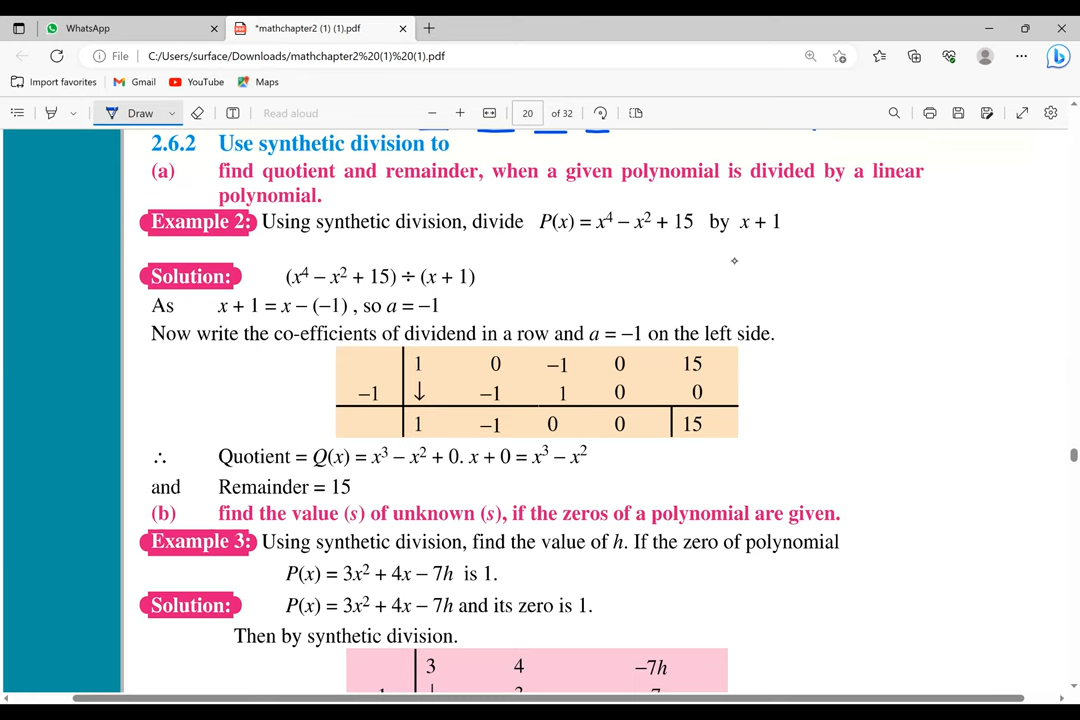 WhatsApp
*mathchapter2 (1) (1).pdf
File C:/Users/surface/Downloads/mathchapter2%20(1)%20(1).pdf
Import favorites Gmail YouTube Maps
Draw Read aloud 20 of 32
2.6.2 Use synthetic division to
(a) find quotient and remainder, when a given polynomial is divided by a linear
polynomial.
Example 2: Using synthetic division, divide P(x) = x⁴ – x² + 15 by x + 1
Solution: (x⁴ – x² + 15) ÷ (x + 1)
As x + 1 = x – (–1) , so a = –1
Now write the co-efficients of dividend in a row and a = –1 on the left side.
1 0 –1 0 15
–1 ↓ –1 1 0 0
1 –1 0 0 15
∴ Quotient = Q(x) = x³ – x² + 0. x + 0 = x³ – x²
and Remainder = 15
(b) find the value (s) of unknown (s), if the zeros of a polynomial are given.
Example 3: Using synthetic division, find the value of h. If the zero of polynomial
P(x) = 3x² + 4x – 7h is 1.
Solution: P(x) = 3x² + 4x – 7h and its zero is 1.
Then by synthetic division.
3 4 –7h